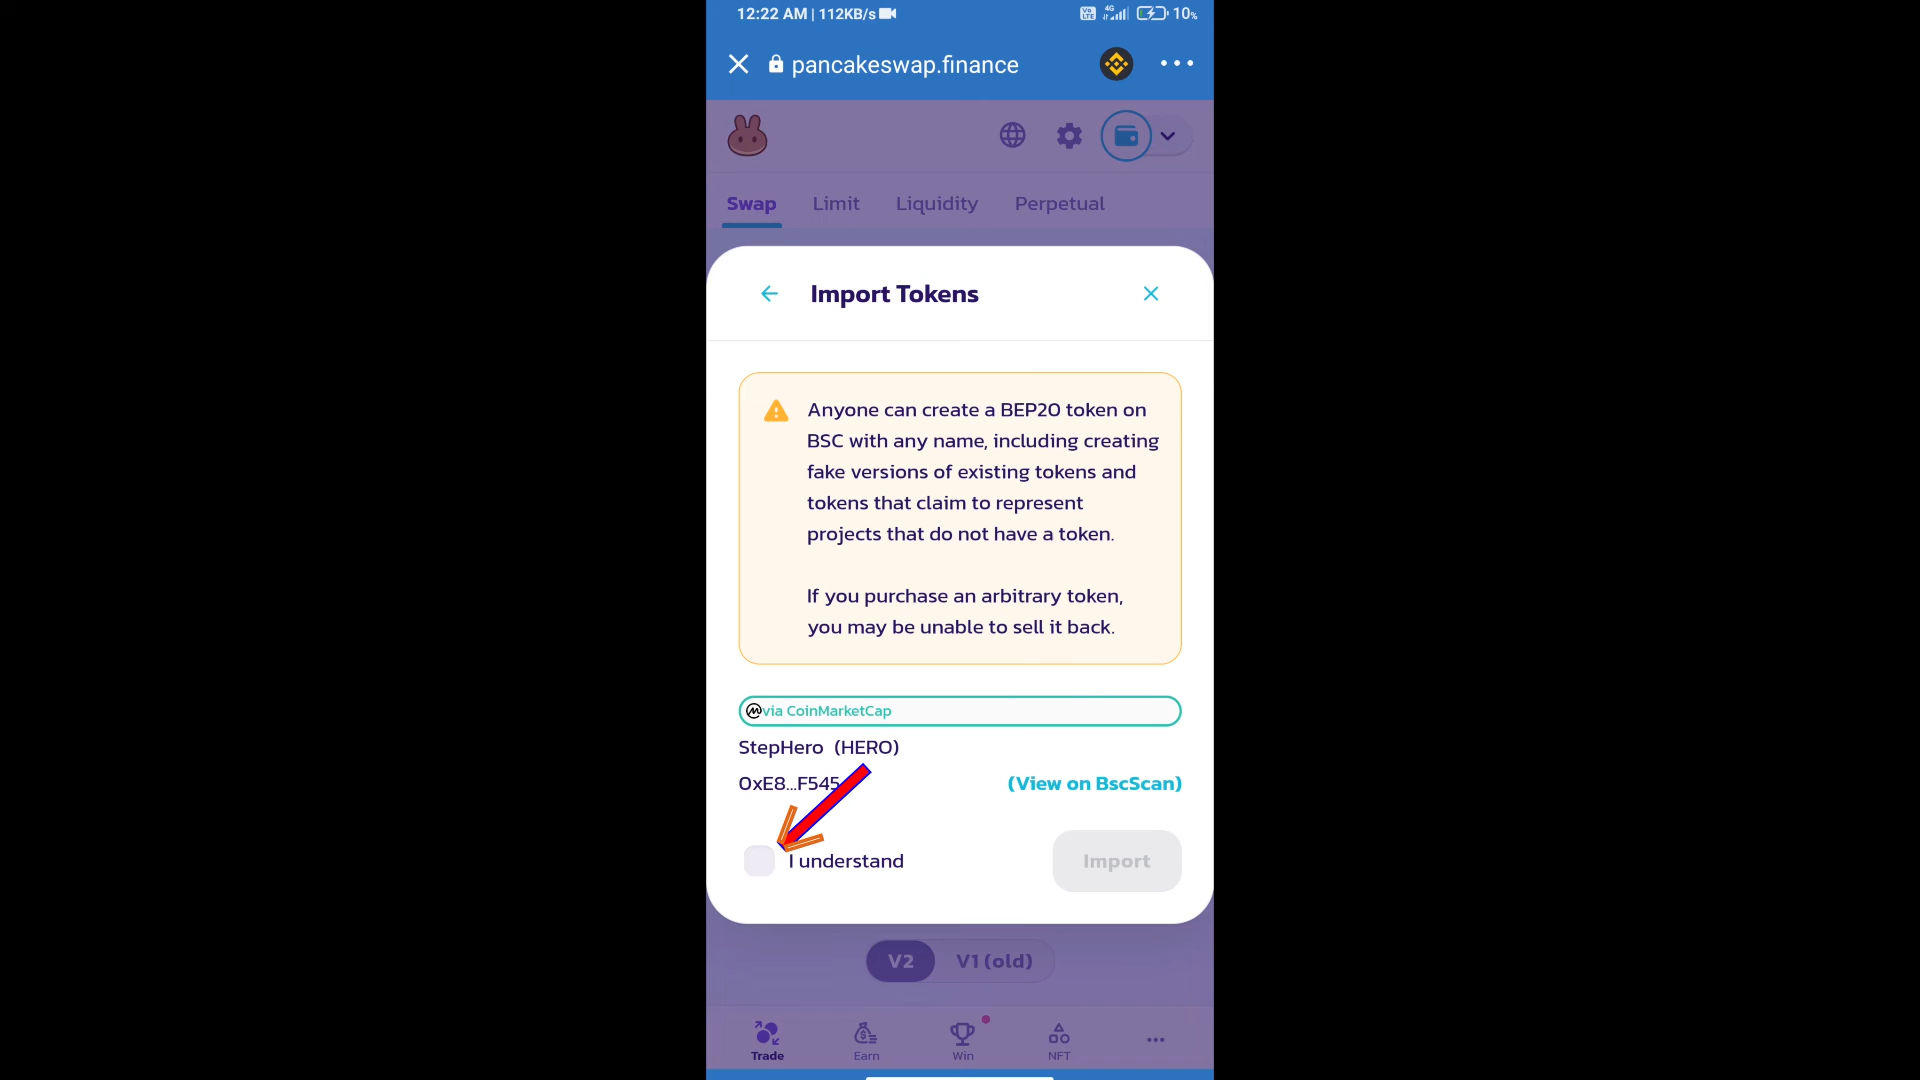 12:22 AM | 112KB/s
Vo LTE 4G 10%
pancakeswap.finance
Swap Limit Liquidity Perpetual
Import Tokens
Anyone can create a BEP20 token on
BSC with any name, including creating
fake versions of existing tokens and
tokens that claim to represent
projects that do not have a token.
If you purchase an arbitrary token,
you may be unable to sell it back.
via CoinMarketCap
StepHero (HERO)
0xE8...F545 (View on BscScan)
I understand Import
V2 V1 (old)
Trade Earn Win NFT